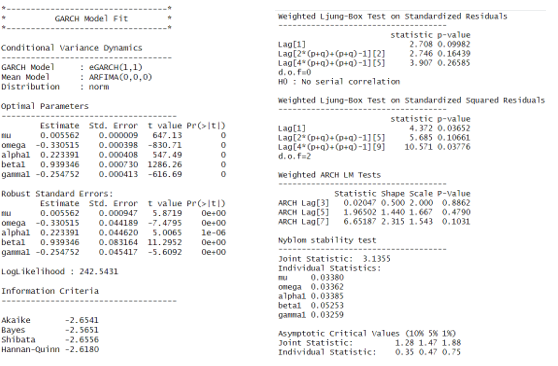 *---------------------------------*
*          GARCH Model Fit        *
*---------------------------------*
Conditional Variance Dynamics
-----------------------------------
GARCH Model : eGARCH(1,1)
Mean Model : ARFIMA(0,0,0)
Distribution : norm
Optimal Parameters
------------------------------------
Estimate Std. Error t value Pr(>|t|)
mu 0.005562 0.000009 647.13 0
omega -0.330515 0.000398 -830.71 0
alpha1 0.223391 0.000408 547.49 0
beta1 0.939346 0.000730 1286.26 0
gamma1 -0.254752 0.000413 -616.69 0
Robust Standard Errors:
Estimate Std. Error t value Pr(>|t|)
mu 0.005562 0.000947 5.8719 0e+00
omega -0.330515 0.044189 -7.4795 0e+00
alpha1 0.223391 0.044620 5.0065 1e-06
beta1 0.939346 0.083164 11.2952 0e+00
gamma1 -0.254752 0.045417 -5.6092 0e+00
LogLikelihood : 242.5431
Information Criteria
------------------------------------
Akaike -2.6541
Bayes -2.5651
Shibata -2.6556
Hannan-Quinn -2.6180
Weighted Ljung-Box Test on Standardized Residuals
------------------------------------
statistic p-value
Lag[1] 2.708 0.09982
Lag[2*(p+q)+(p+q)-1][2] 2.746 0.16439
Lag[4*(p+q)+(p+q)-1][5] 3.907 0.26585
d.o.f=0
H0 : No serial correlation
Weighted Ljung-Box Test on Standardized Squared Residuals
------------------------------------
statistic p-value
Lag[1] 4.372 0.03652
Lag[2*(p+q)+(p+q)-1][5] 5.685 0.10661
Lag[4*(p+q)+(p+q)-1][9] 10.571 0.03776
d.o.f=2
Weighted ARCH LM Tests
------------------------------------
Statistic Shape Scale P-Value
ARCH Lag[3] 0.02047 0.500 2.000 0.8862
ARCH Lag[5] 1.96502 1.440 1.667 0.4790
ARCH Lag[7] 6.65187 2.315 1.543 0.1031
Nyblom stability test
------------------------------------
Joint Statistic: 3.1355
Individual Statistics:
mu 0.03380
omega 0.03362
alpha1 0.03385
beta1 0.05253
gamma1 0.03259
Asymptotic Critical Values (10% 5% 1%)
Joint Statistic: 1.28 1.47 1.88
Individual Statistic: 0.35 0.47 0.75